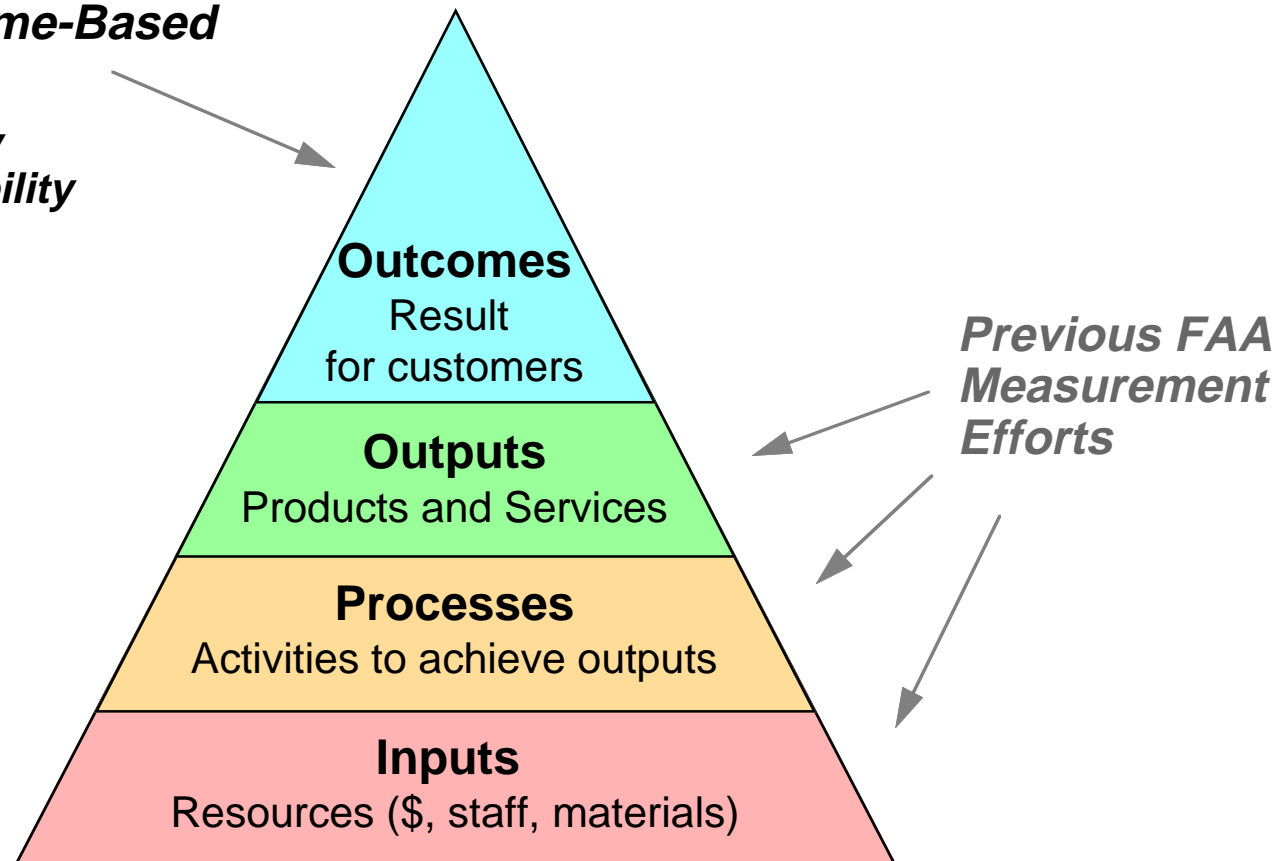 me-Based
ility
Outcomes
Result
for customers
Previous FAA
Measurement
Efforts
Outputs
Products and Services
Processes
Activities to achieve outputs
Inputs
Resources ($, staff, materials)